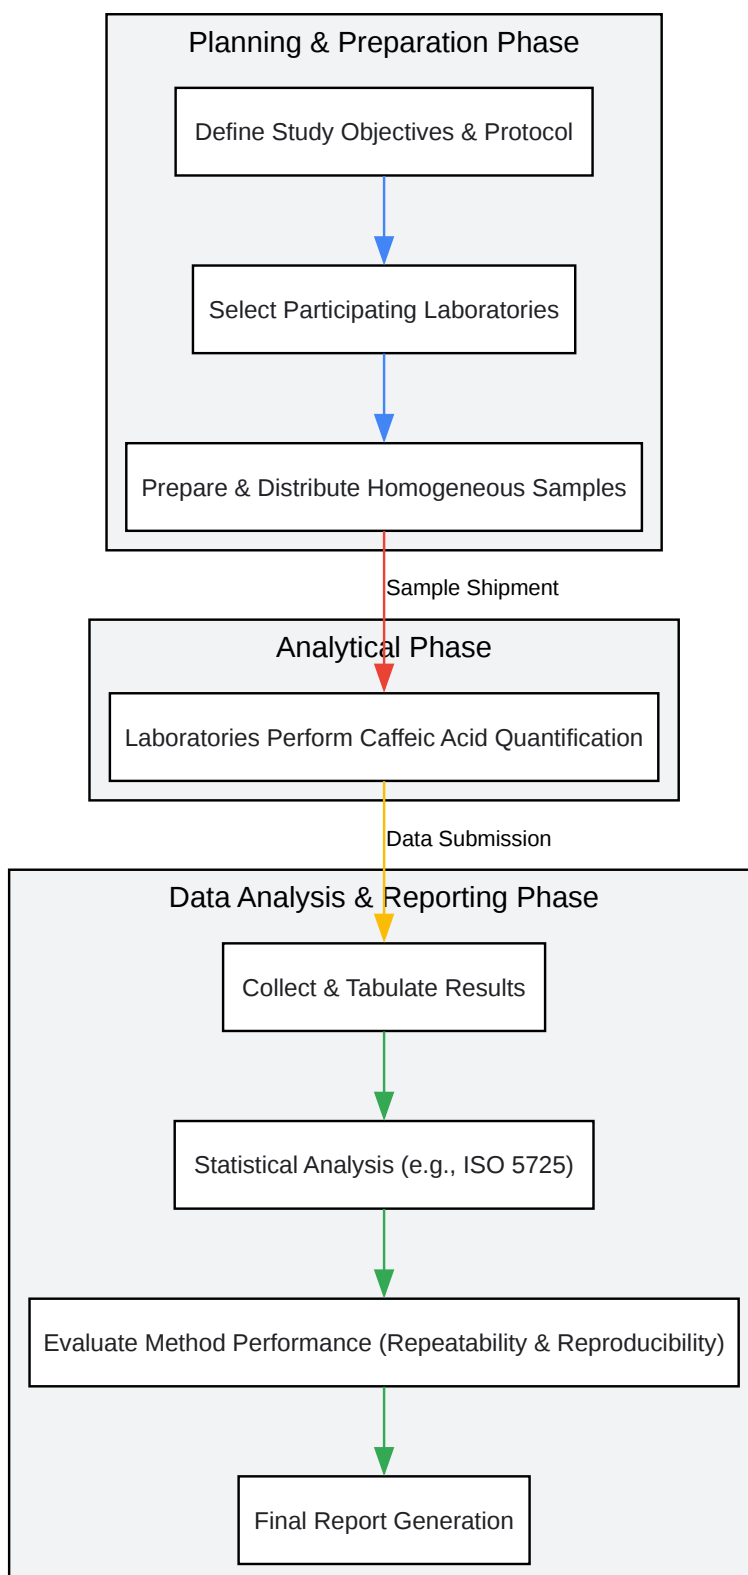 Planning & Preparation Phase
Define Study Objectives & Protocol
Select Participating Laboratories
Prepare & Distribute Homogeneous Samples
Sample Shipment
Analytical Phase
Laboratories Perform Caffeic Acid Quantification
Data Submission
Data Analysis & Reporting Phase
Collect & Tabulate Results
Statistical Analysis (e.g., ISO 5725)
Evaluate Method Performance (Repeatability & Reproducibility)
Final Report Generation